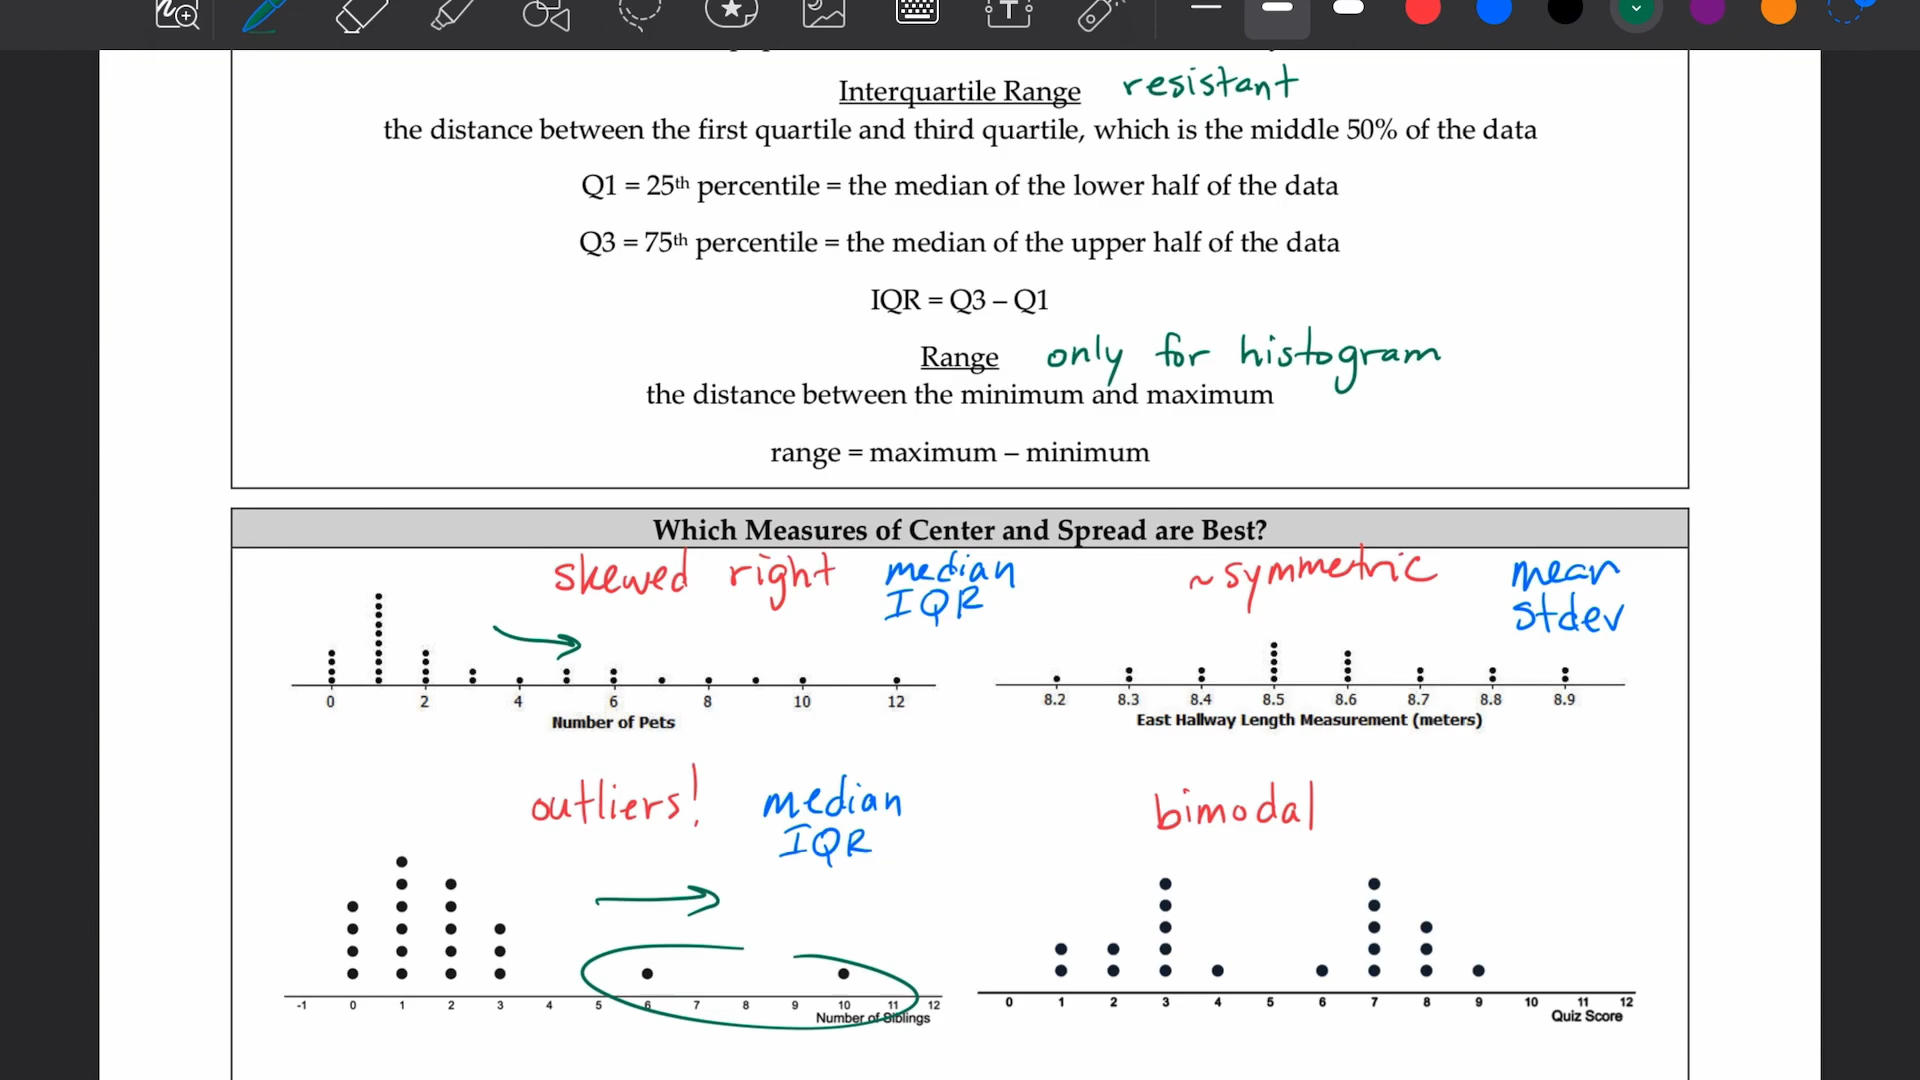 Interquartile Range resistant
the distance between the first quartile and third quartile, which is the middle 50% of the data
Q1 = 25th percentile = the median of the lower half of the data
Q3 = 75th percentile = the median of the upper half of the data
IQR = Q3 – Q1
Range only for histogram
the distance between the minimum and maximum
range = maximum – minimum
Which Measures of Center and Spread are Best?
skewed right median
IQR
0 2 4 6 8 10 12
Number of Pets
~symmetric mean
stdev
8.2 8.3 8.4 8.5 8.6 8.7 8.8 8.9
East Hallway Length Measurement (meters)
outliers! median
IQR
-1 0 1 2 3 4 5 6 7 8 9 10 11 12
Number of Siblings
bimodal
0 1 2 3 4 5 6 7 8 9 10 11 12
Quiz Score